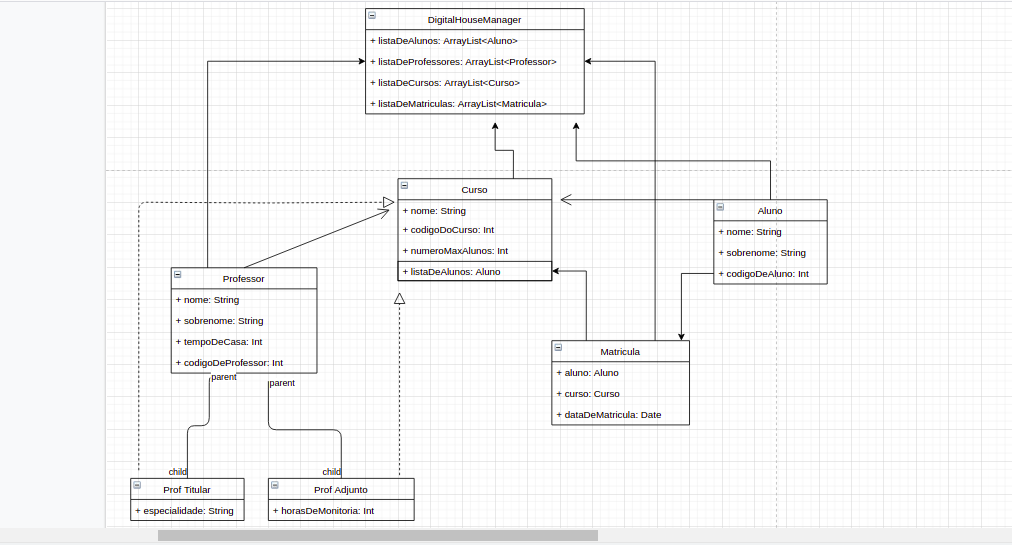 DigitalHouseManager
+ listaDeAlunos: ArrayList<Aluno>
+ listaDeProfessores: ArrayList<Professor>
+ listaDeCursos: ArrayList<Curso>
+ listaDeMatriculas: ArrayList<Matricula>
Curso
+ nome: String
+ codigoDoCurso: Int
+ numeroMaxAlunos: Int
+ listaDeAlunos: Aluno
Aluno
+ nome: String
+ sobrenome: String
+ codigoDeAluno: Int
Professor
+ nome: String
+ sobrenome: String
+ tempoDeCasa: Int
+ codigoDeProfessor: Int
parent
parent
Matricula
+ aluno: Aluno
+ curso: Curso
+ dataDeMatricula: Date
child
child
Prof Titular
+ especialidade: String
Prof Adjunto
+ horasDeMonitoria: Int